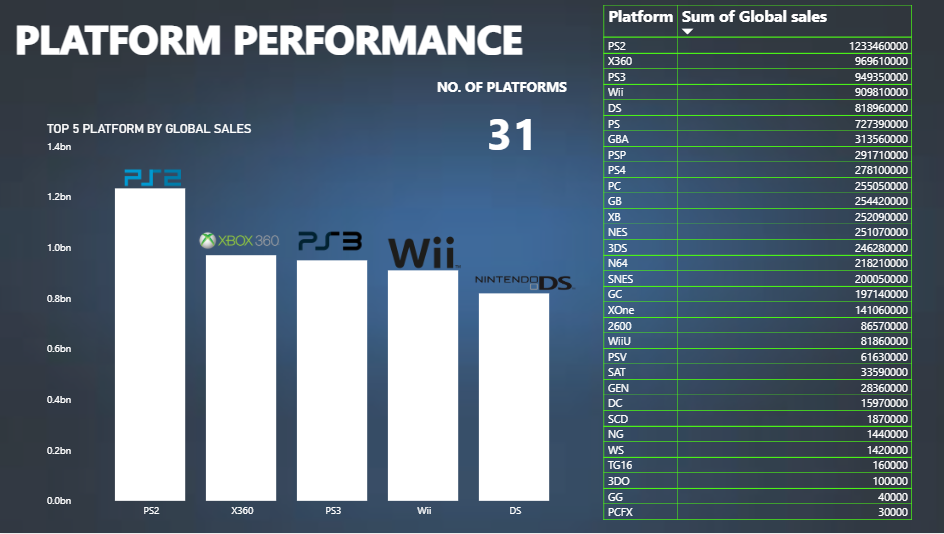 PLATFORM PERFORMANCE
NO. OF PLATFORMS
31
TOP 5 PLATFORM BY GLOBAL SALES
1.4bn
1.2bn
1.0bn
0.8bn
0.6bn
0.4bn
0.2bn
0.0bn
PS2
XBOX 360
PS3
Wii
NINTENDO DS
PS2 X360 PS3 Wii DS
Platform Sum of Global sales
PS2 1233460000
X360 969610000
PS3 949350000
Wii 909810000
DS 818960000
PS 727390000
GBA 313560000
PSP 291710000
PS4 278100000
PC 255050000
GB 254420000
XB 252090000
NES 251070000
3DS 246280000
N64 218210000
SNES 200050000
GC 197140000
XOne 141060000
2600 86570000
WiiU 81860000
PSV 61630000
SAT 33590000
GEN 28360000
DC 15970000
SCD 1870000
NG 1440000
WS 1420000
TG16 160000
3DO 100000
GG 40000
PCFX 30000